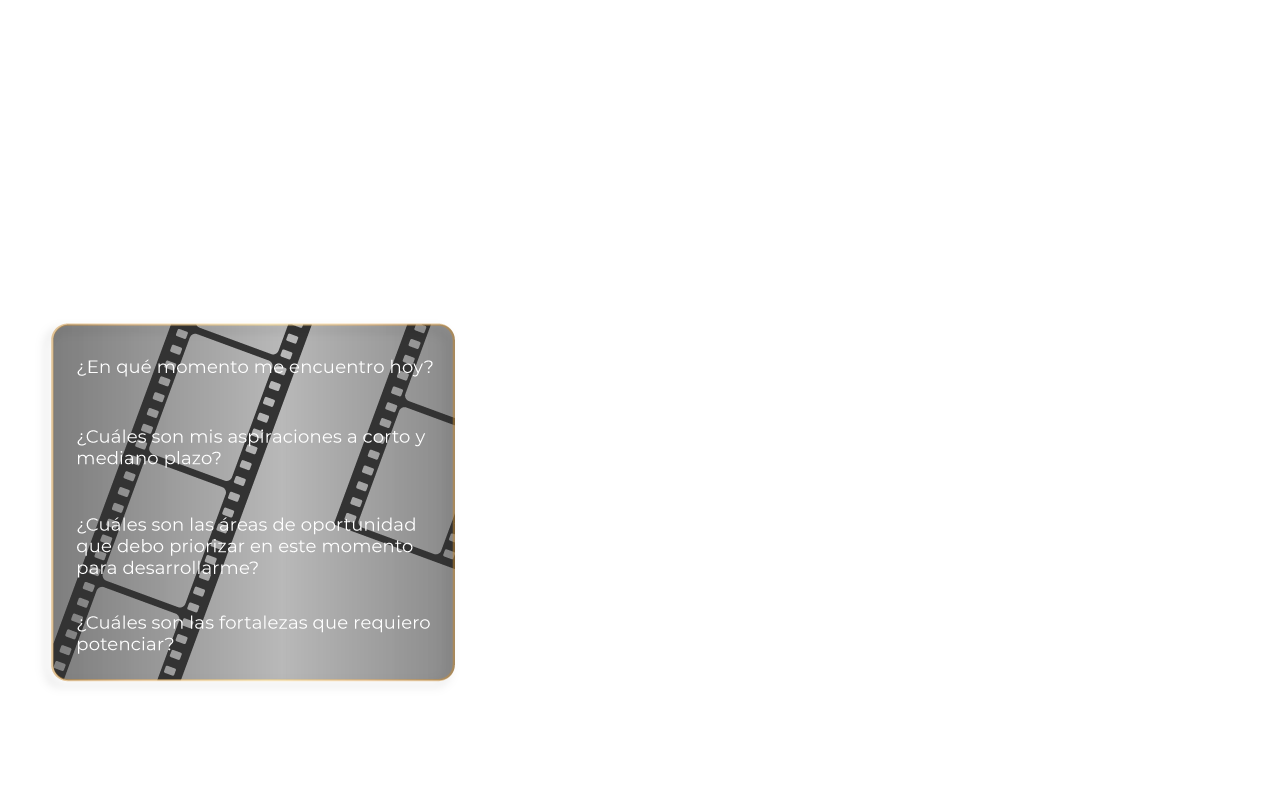 ¿En qué momento me encuentro hoy?
¿Cuáles son mis aspiraciones a corto y
mediano plazo?
¿Cuáles son las áreas de oportunidad
que debo priorizar en este momento
para desarrollarme?
¿Cuáles son las fortalezas que requiero
potenciar?